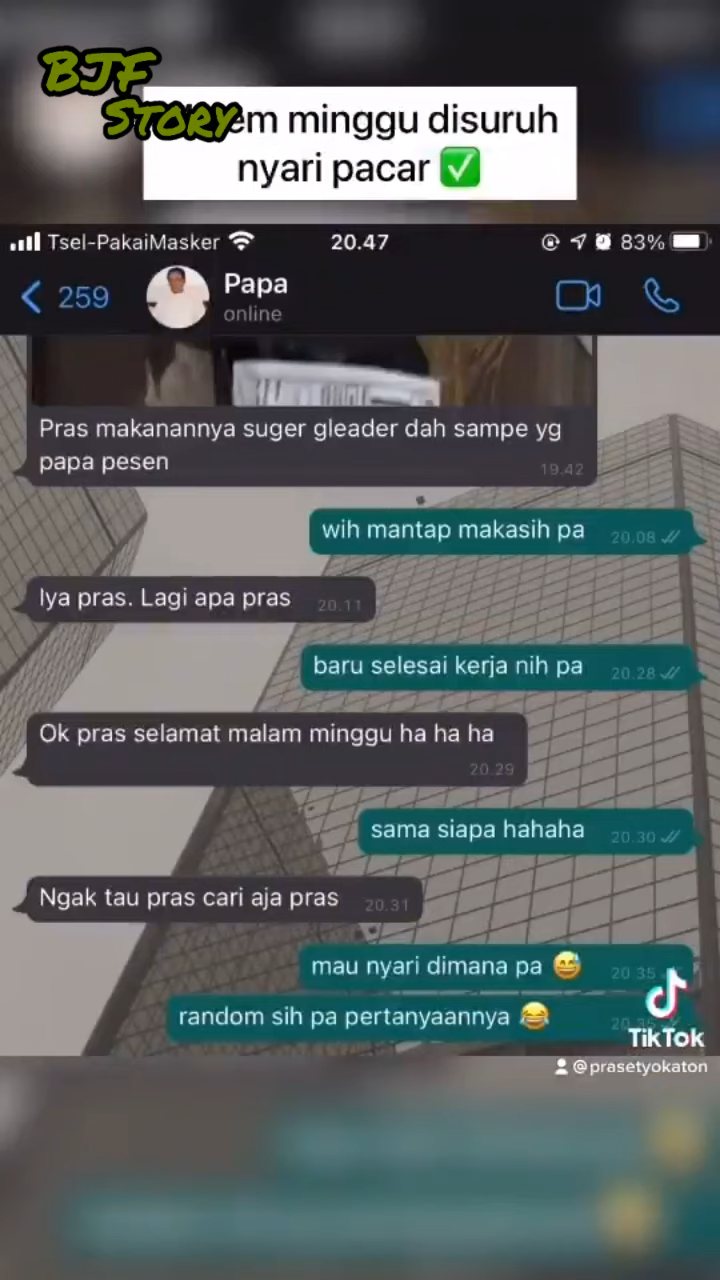 BJF
Story
em minggu disuruh
nyari pacar ✅
Tsel-PakaiMasker
20.47
83%
259
Papa
online
Pras makanannya suger gleader dah sampe yg
papa pesen
19.42
wih mantap makasih pa 20.08
Iya pras. Lagi apa pras 20.11
baru selesai kerja nih pa 20.28
Ok pras selamat malam minggu ha ha ha
20.29
sama siapa hahaha 20.30
Ngak tau pras cari aja pras 20.31
mau nyari dimana pa 😅 20.35
random sih pa pertanyaannya 😂 20.35
TikTok
@prasetyokaton